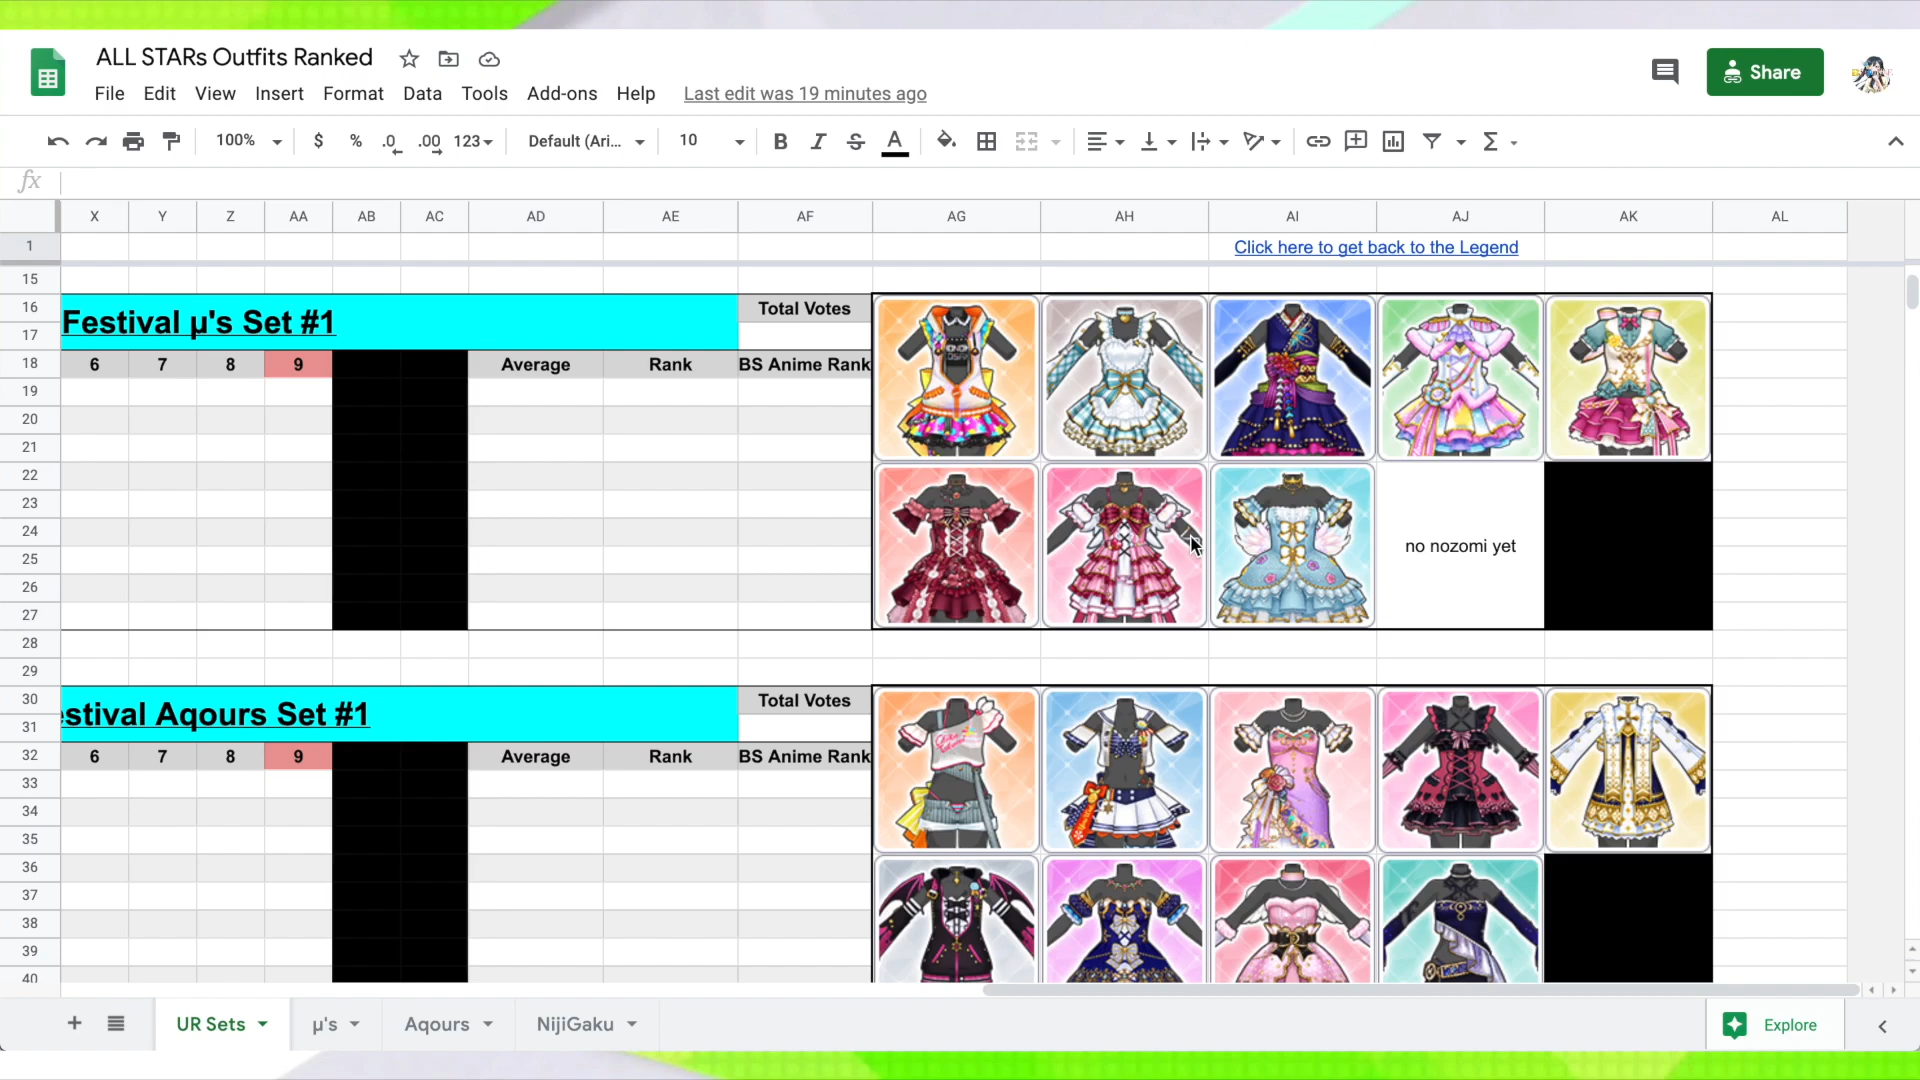 ALL STARs Outfits Ranked
Share
File Edit View Insert Format Data Tools Add-ons Help Last edit was 19 minutes ago
100% $ % .0 .00 123 Default (Ari... 10 B I S A Σ
fx
X Y Z AA AB AC AD AE AF AG AH AI AJ AK AL
1 Click here to get back to the Legend
15
16 Festival μ's Set #1 Total Votes
17
18 6 7 8 9 Average Rank BS Anime Rank
19
20
21
22
23
24 no nozomi yet
25
26
27
28
29
30 stival Aqours Set #1 Total Votes
31
32 6 7 8 9 Average Rank BS Anime Rank
33
34
35
36
37
38
39
40
+ UR Sets μ's Aqours NijiGaku Explore